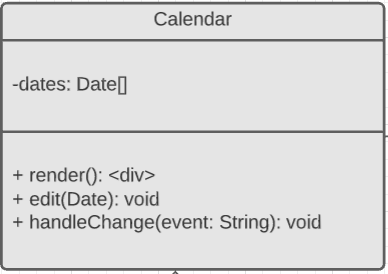 Calendar
-dates: Date[]
+ render(): <div>
+ edit(Date): void
+ handleChange(event: String): void